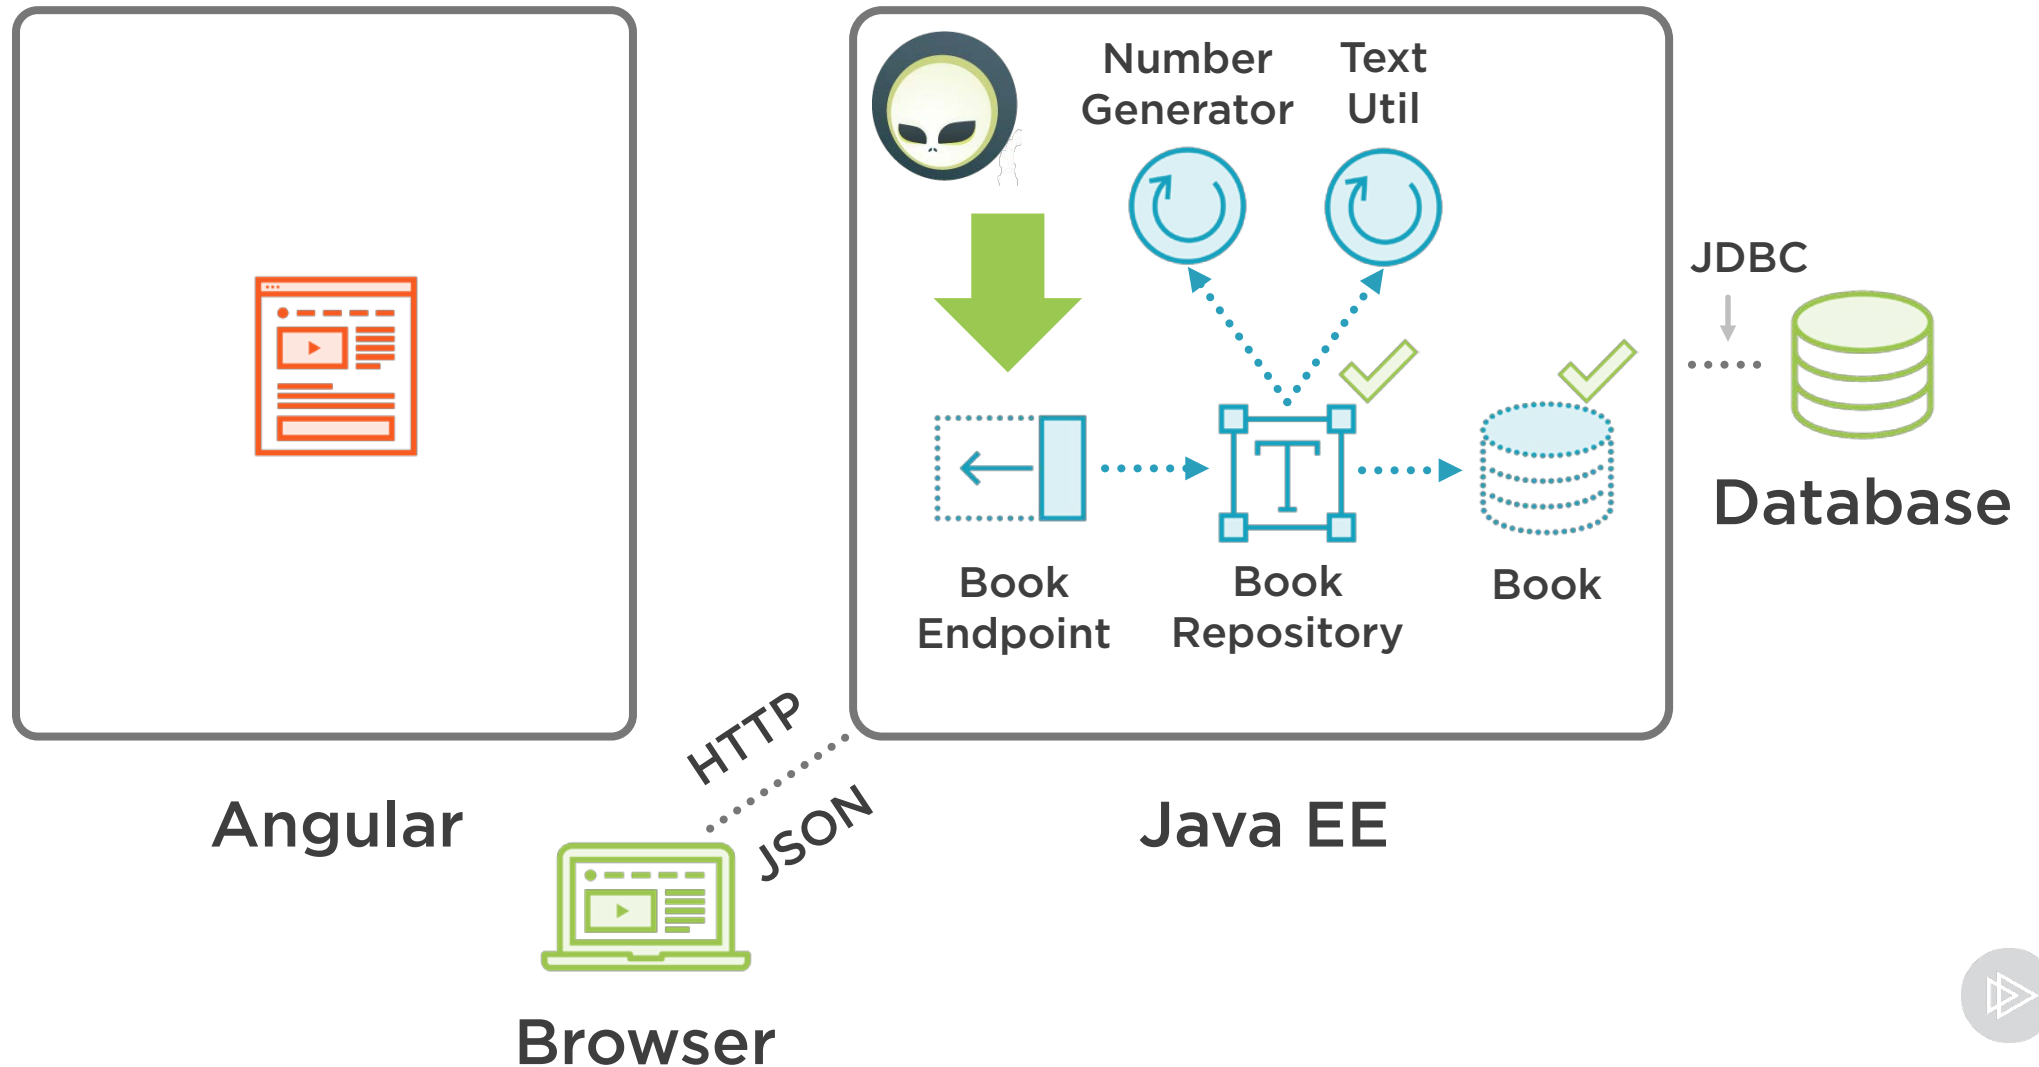 Number
Generator
Text
Util
JDBC
Database
Book
Endpoint
Book
Repository
Book
HTTP
JSON
Angular
Java EE
Browser